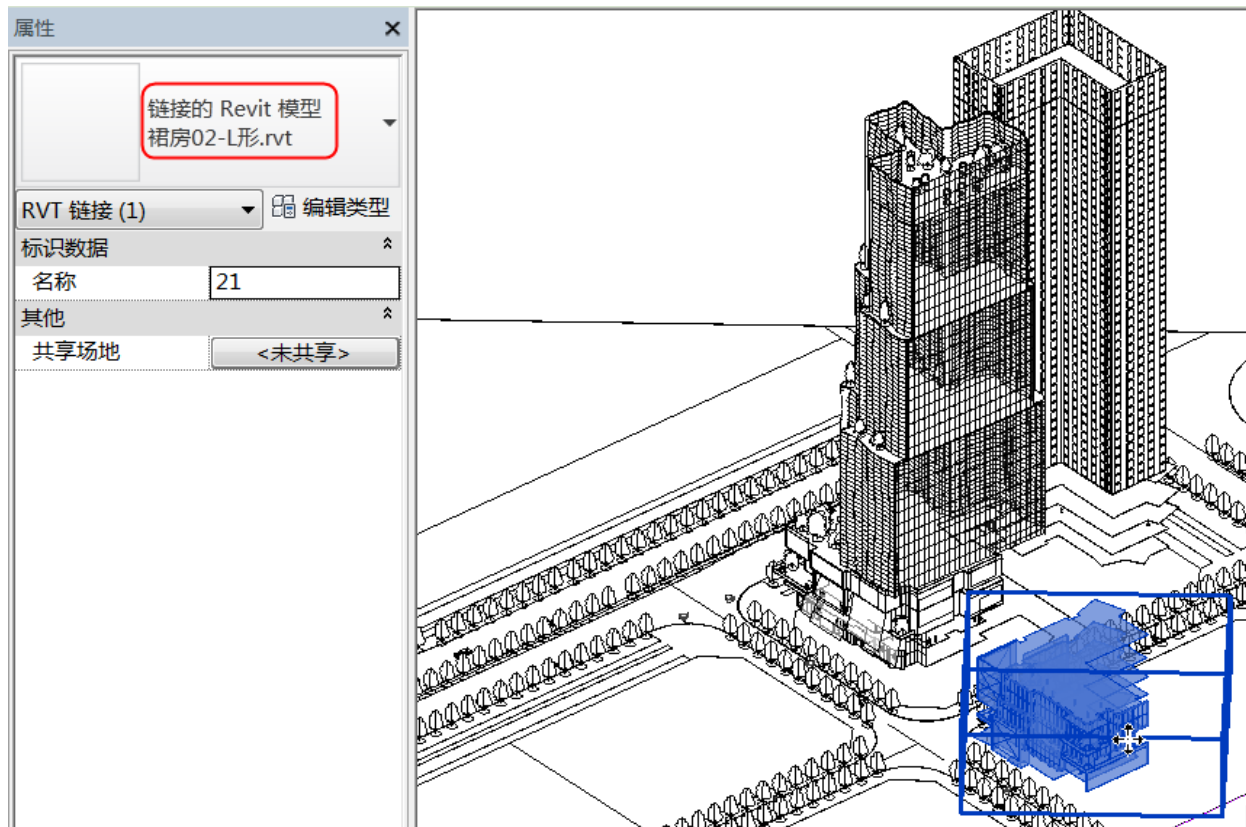 属性
链接的 Revit 模型
裙房02-L形.rvt
RVT 链接 (1)
编辑类型
标识数据
名称
21
其他
共享场地
<未共享>